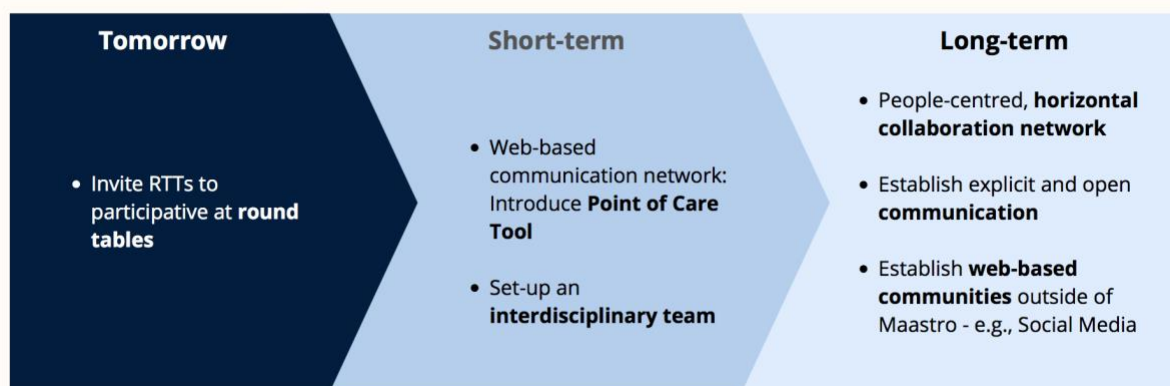 Tomorrow
• Invite RTTs to
participative at round
tables
Short-term
• Web-based
communication network:
Introduce Point of Care
Tool
• Set-up an
interdisciplinary team
Long-term
• People-centred, horizontal
collaboration network
• Establish explicit and open
communication
• Establish web-based
communities outside of
Maastro - e.g., Social Media